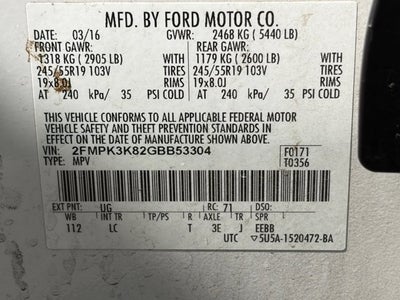 MFD. BY FORD MOTOR CO.
DATE: 03/16 GVWR: 2468 KG ( 5440 LB)
FRONT GAWR: REAR GAWR:
1318 KG ( 2905 LB) 1179 KG ( 2600 LB)
245/55R19 103V 245/55R19 103V
19x8.0J RIMS 19x8.0J RIMS
AT 240 kPa/ 35 PSI COLD AT 240 kPa/ 35 PSI COLD
THIS VEHICLE CONFORMS TO ALL APPLICABLE FEDERAL MOTOR
VEHICLE SAFETY AND THEFT PREVENTION STANDARDS IN EFFECT ON
THE DATE OF MANUFACTURE SHOWN ABOVE.
VIN: 2FMPK3K82GBB53304 F0171
TYPE: MPV T0356
EXT PNT: UG RC: 71 DSO:
WB INT TR TP/PS R AXLE TR SPR
112 LC T 3E J EEBB
UTC 5U5A-1520472-BA